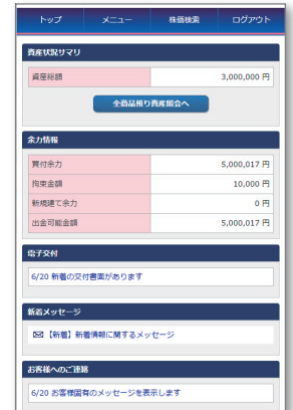 トップ メニュー 株価検索 ログアウト
資産状況サマリ
資産総額 3,000,000 円
全商品預り資産照会へ
余力情報
買付余力 5,000,017 円
拘束金額 10,000 円
新規建て余力 0 円
出金可能金額 5,000,017 円
電子交付
6/20 新着の交付書面があります
新着メッセージ
【新着】新着情報に関するメッセージ
お客様へのご連絡
6/20 お客様固有のメッセージを表示します